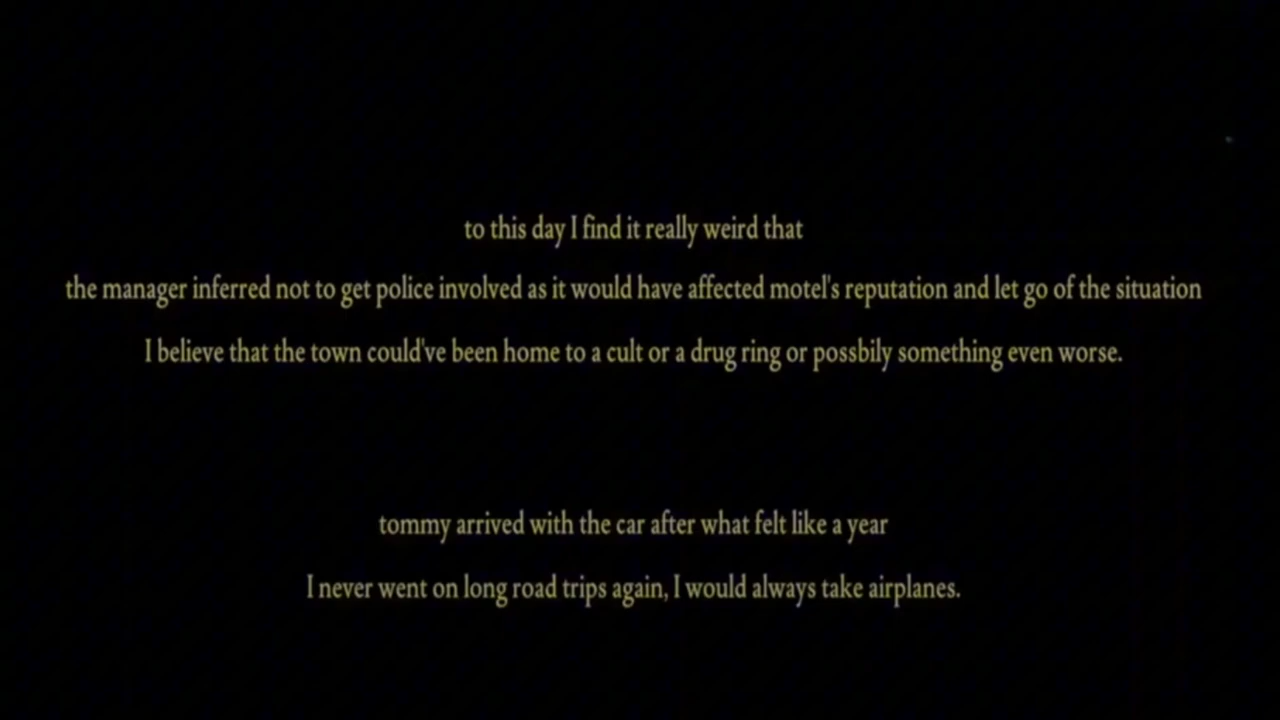 to this day I find it really weird that
the manager inferred not to get police involved as it would have affected motel's reputation and let go of the situation
I believe that the town could've been home to a cult or a drug ring or possbily something even worse.
tommy arrived with the car after what felt like a year
I never went on long road trips again, I would always take airplanes.